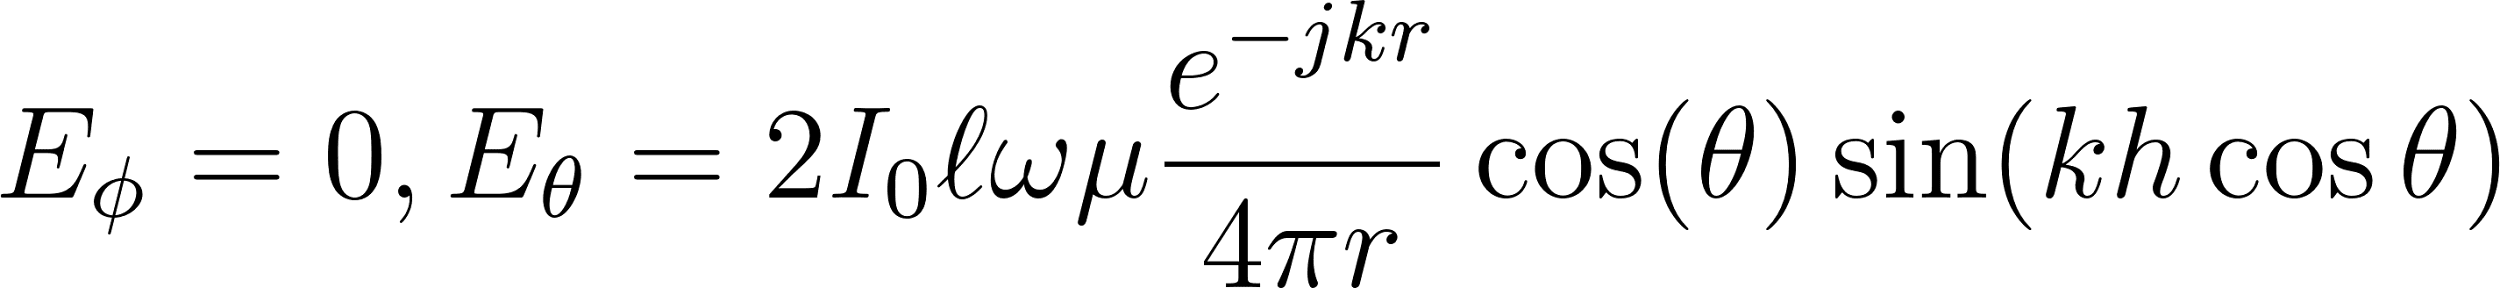 $E_{\phi} = 0, E_{\theta} = 2I_0 \ell \omega \mu \frac{e^{-jkr}}{4\pi r} \cos(\theta) \sin(kh \cos \theta)$